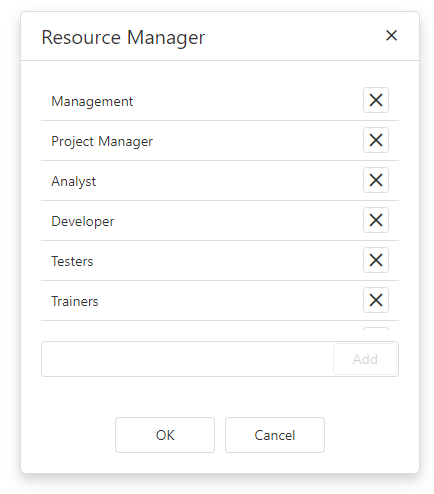 Resource Manager
Management
Project Manager
Analyst
Developer
Testers
Trainers
Add
OK
Cancel